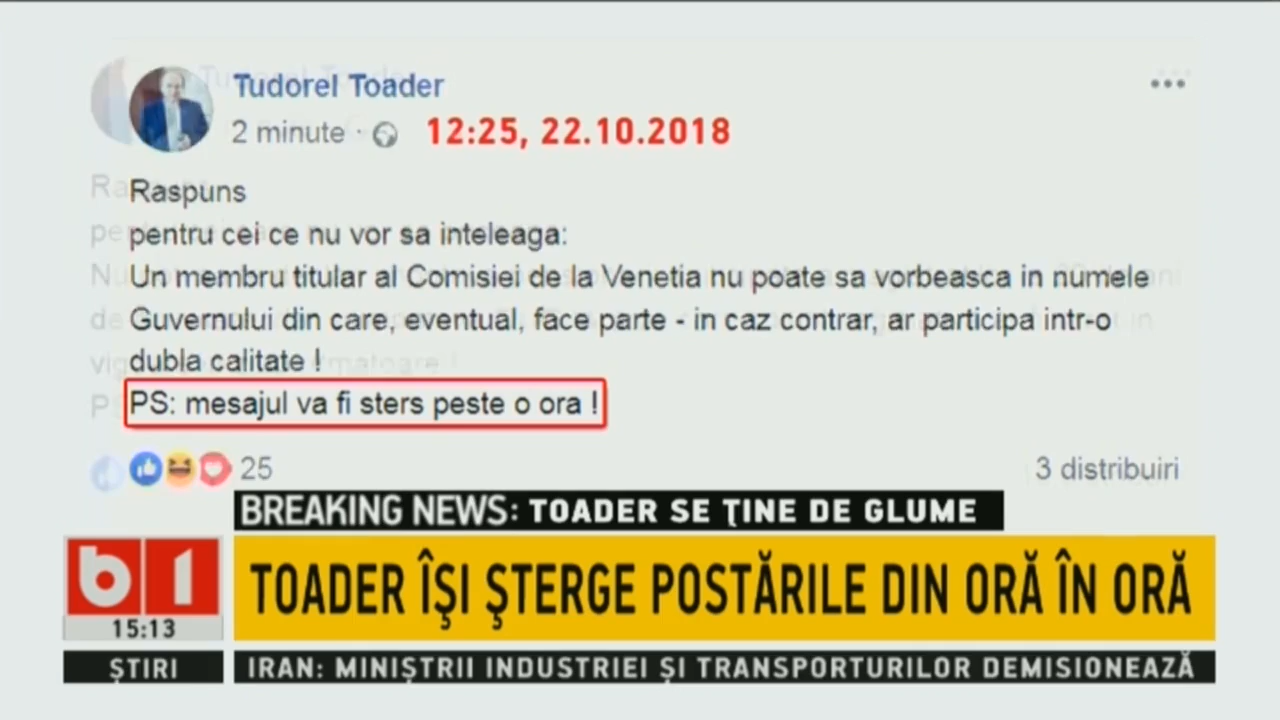 Tudorel Toader
2 minute · 12:25, 22.10.2018
Raspuns
pentru cei ce nu vor sa inteleaga:
Un membru titular al Comisiei de la Venetia nu poate sa vorbeasca in numele
Guvernului din care, eventual, face parte - in caz contrar, ar participa intr-o
dubla calitate !
PS: mesajul va fi sters peste o ora !
25
3 distribuiri
BREAKING NEWS: TOADER SE ŢINE DE GLUME
b1
TOADER ÎŞI ŞTERGE POSTĂRILE DIN ORĂ ÎN ORĂ
15:13
ŞTIRI
IRAN: MINIŞTRII INDUSTRIEI ŞI TRANSPORTURILOR DEMISIONEAZĂ